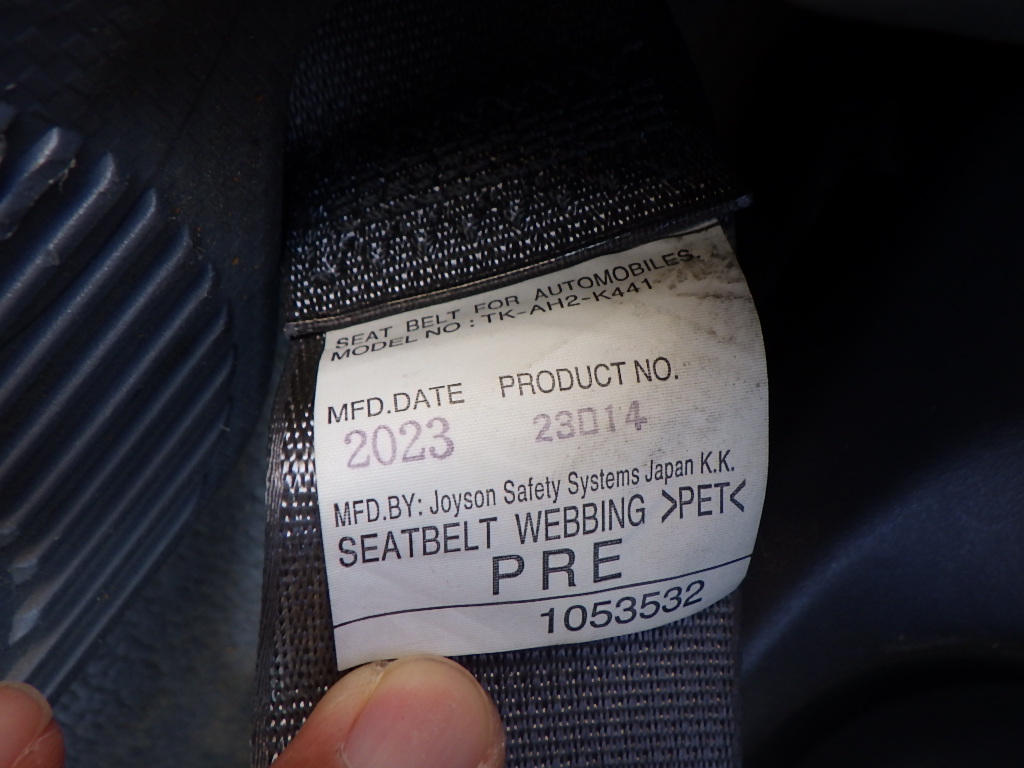 SEAT BELT FOR AUTOMOBILES.
MODEL NO : TK-AH2-K441
MFD.DATE PRODUCT NO.
2023 23D14
MFD.BY: Joyson Safety Systems Japan K.K.
SEATBELT WEBBING >PET<
PRE
1053532